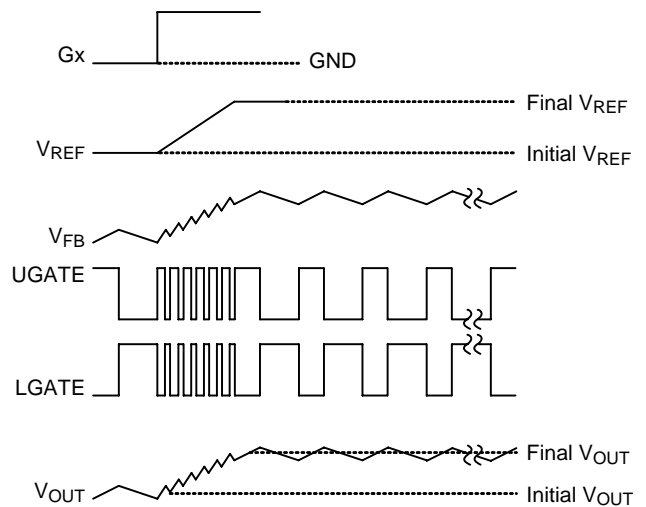 Gx
GND
Final VREF
VREF
Initial VREF
VFB
UGATE
LGATE
Final VOUT
VOUT
Initial VOUT